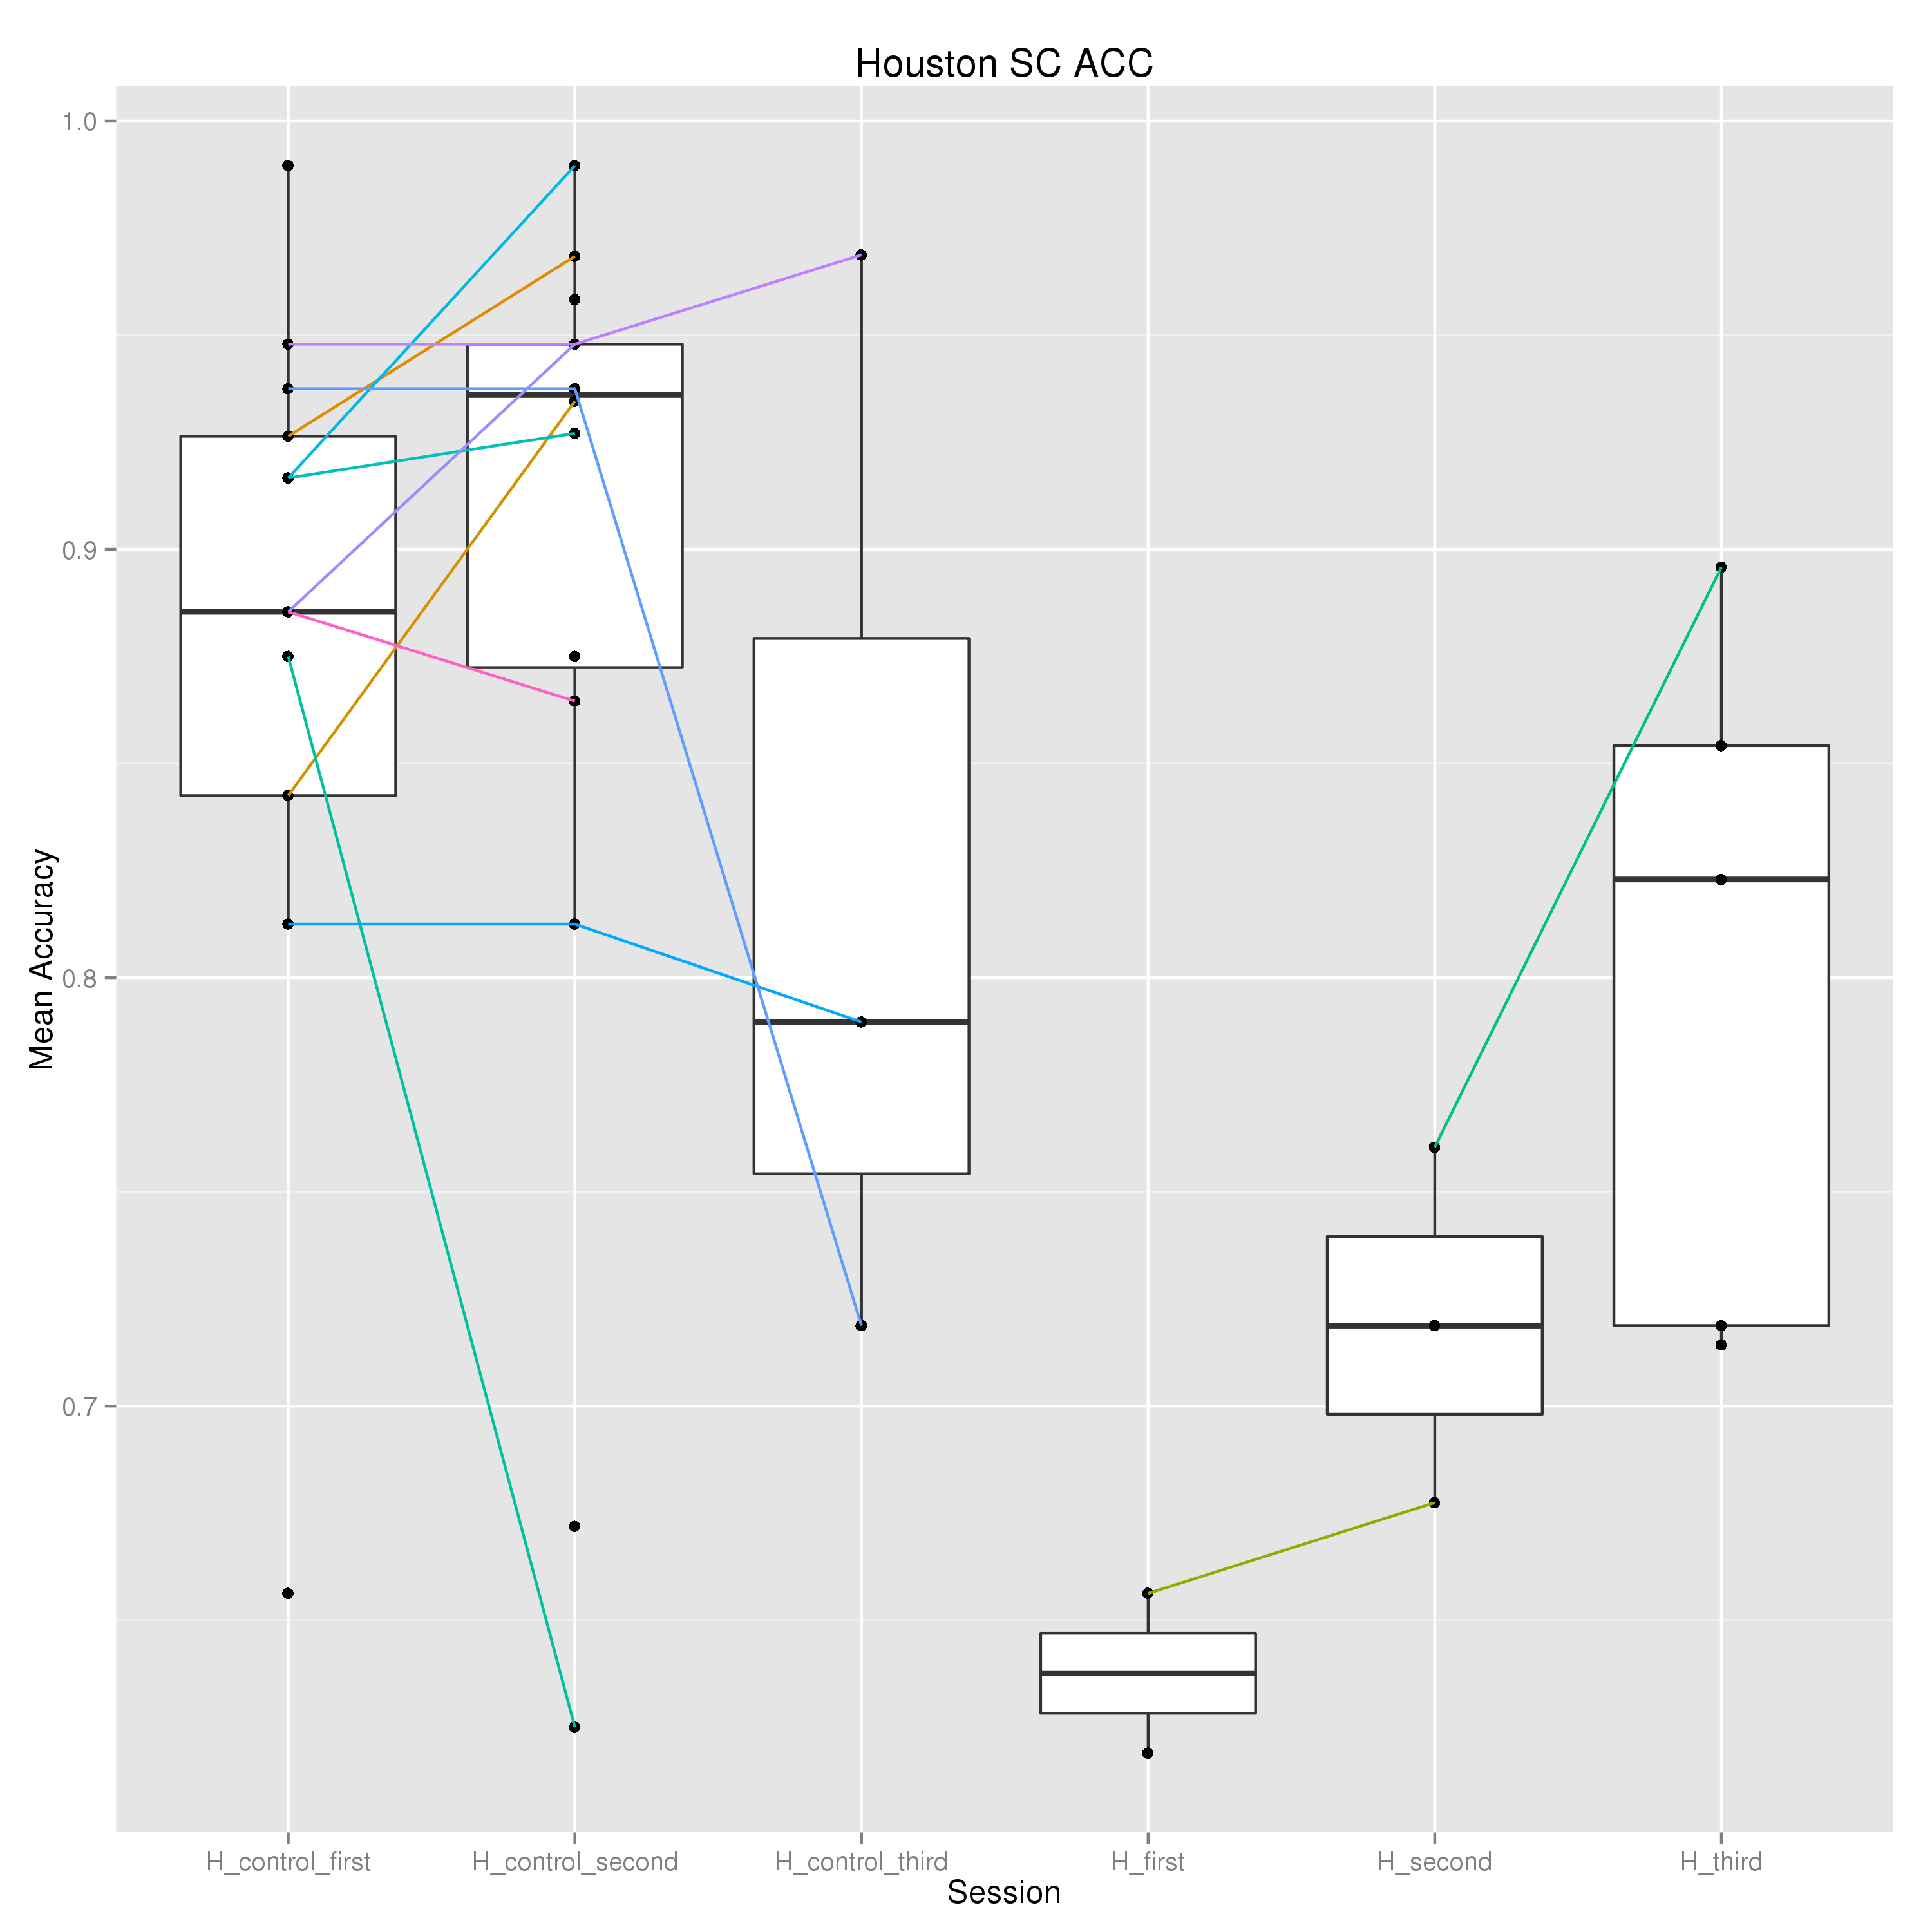 Houston SC ACC
1.0
0.9
0.8
0.7
Mean Accuracy
H_control_first H_control_second H_control_third H_first H_second H_third
Session